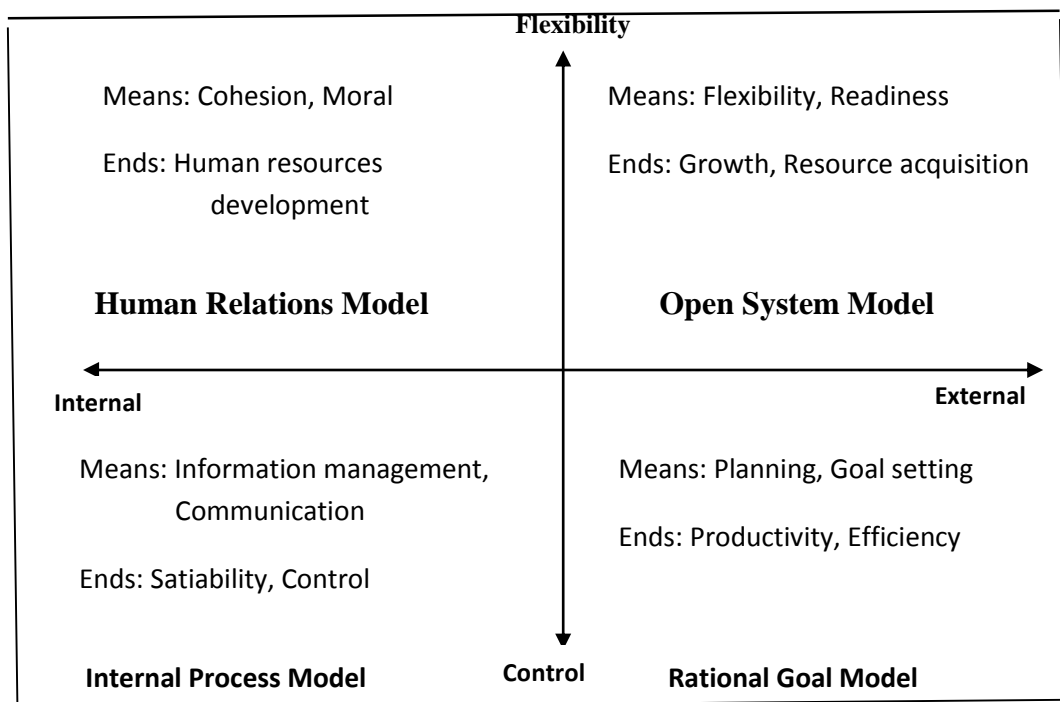 Flexibility
Means: Cohesion, Moral
Ends: Human resources
development
Human Relations Model
Means: Flexibility, Readiness
Ends: Growth, Resource acquisition
Open System Model
Internal
External
Means: Information management,
Communication
Ends: Satiability, Control
Internal Process Model
Means: Planning, Goal setting
Ends: Productivity, Efficiency
Control
Rational Goal Model